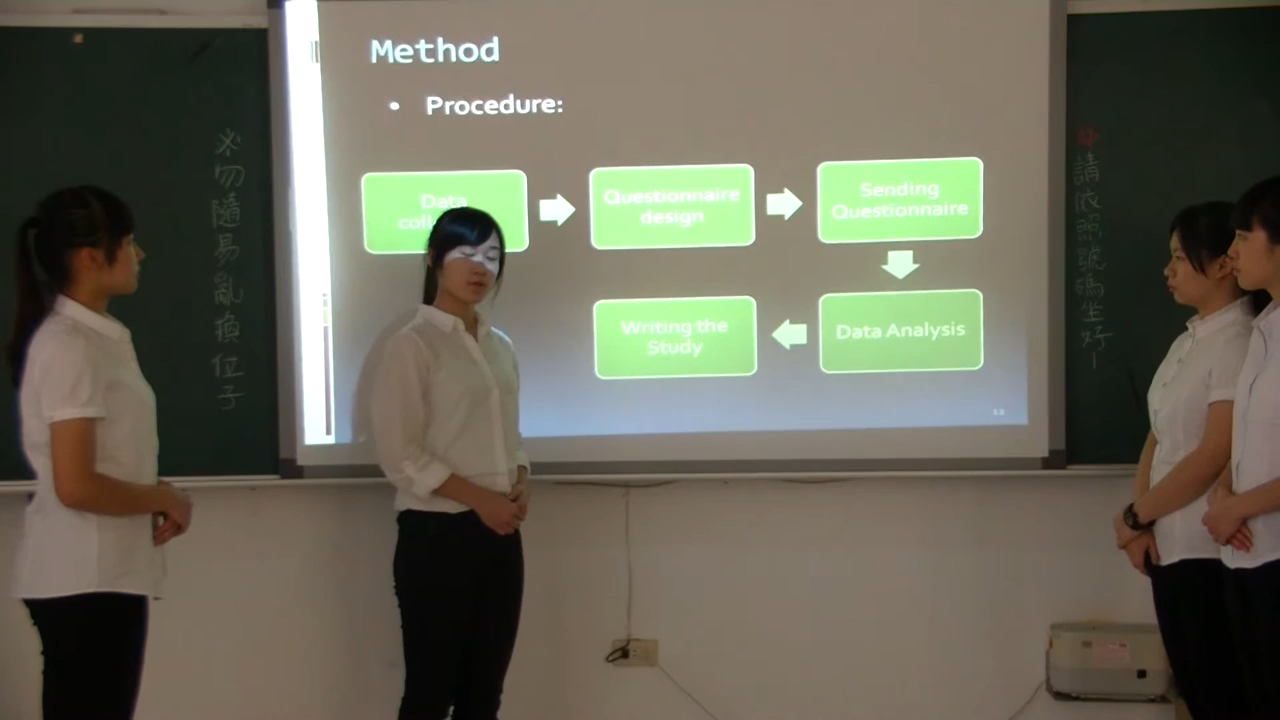 Method
• Procedure:
Data
Questionnaire
design
Sending
Questionnaire
Data Analysis
Writing the
Study
必勿隨易亂換位子
請依照號碼坐好!